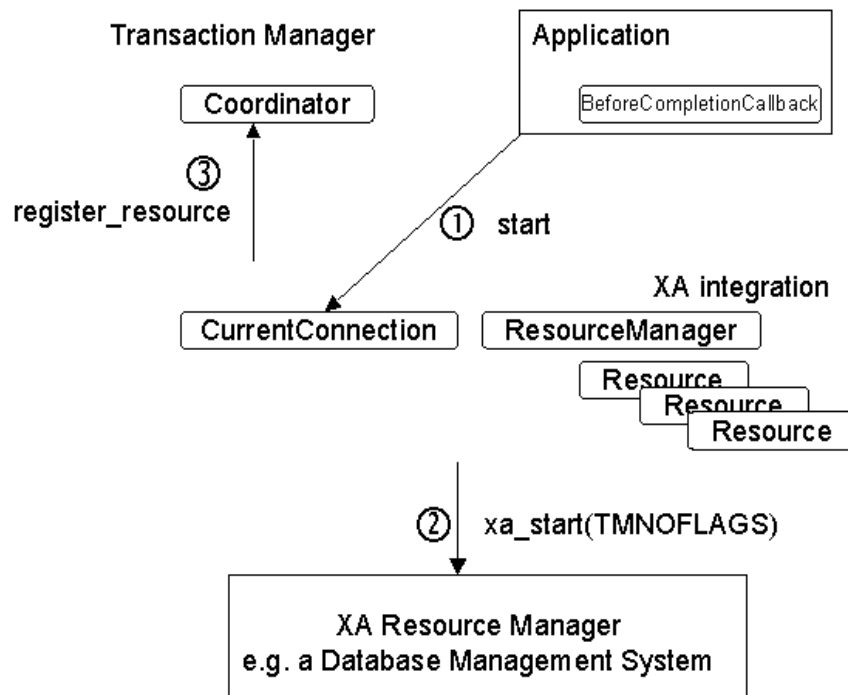 Transaction Manager
Application
Coordinator
BeforeCompletionCallback
③
register_resource
① start
XA integration
CurrentConnection
ResourceManager
Resource
Resource
Resource
② xa_start(TMNOFLAGS)
XA Resource Manager
e.g. a Database Management System